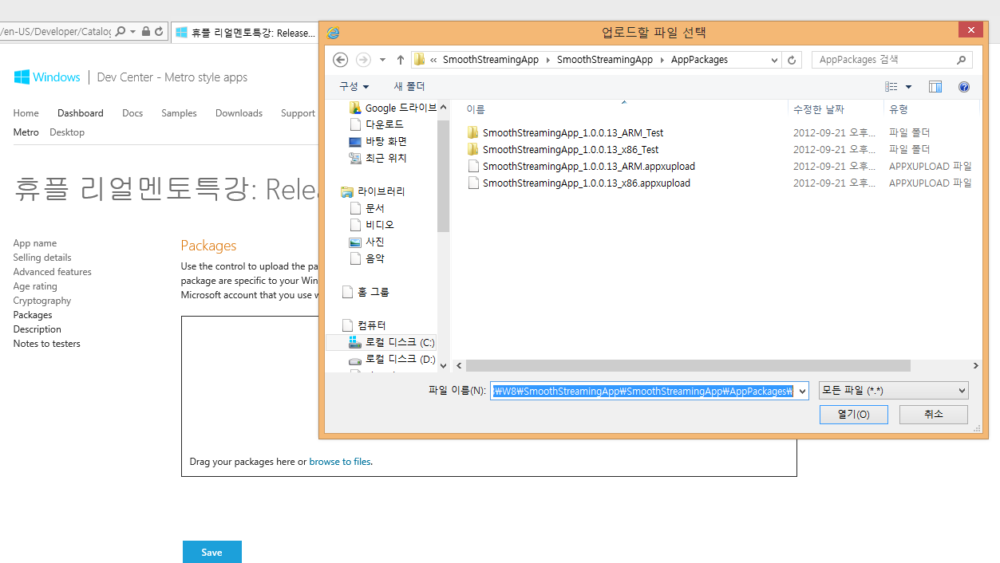 /en-US/Developer/Catalog
휴플 리얼멘토특강: Release...
Windows
Dev Center - Metro style apps
Home
Dashboard
Docs
Samples
Downloads
Support
Metro
Desktop
휴플 리얼멘토특강: Relea
App name
Selling details
Advanced features
Age rating
Cryptography
Packages
Description
Notes to testers
Packages
Use the control to upload the pa
package are specific to your Win
Microsoft account that you use w
Drag your packages here or browse to files.
Save
업로드할 파일 선택
« SmoothStreamingApp ▸ SmoothStreamingApp ▸ AppPackages
AppPackages 검색
구성
새 폴더
Google 드라이브
다운로드
바탕 화면
최근 위치
라이브러리
문서
비디오
사진
음악
홈 그룹
컴퓨터
로컬 디스크 (C:)
로컬 디스크 (D:)
이름
수정한 날짜
유형
SmoothStreamingApp_1.0.0.13_ARM_Test
2012-09-21 오후...
파일 폴더
SmoothStreamingApp_1.0.0.13_x86_Test
2012-09-21 오후...
파일 폴더
SmoothStreamingApp_1.0.0.13_ARM.appxupload
2012-09-21 오후...
APPXUPLOAD 파일
SmoothStreamingApp_1.0.0.13_x86.appxupload
2012-09-21 오후...
APPXUPLOAD 파일
파일 이름(N):
₩W8₩SmoothStreamingApp₩SmoothStreamingApp₩AppPackages₩
모든 파일 (*.*)
열기(O)
취소